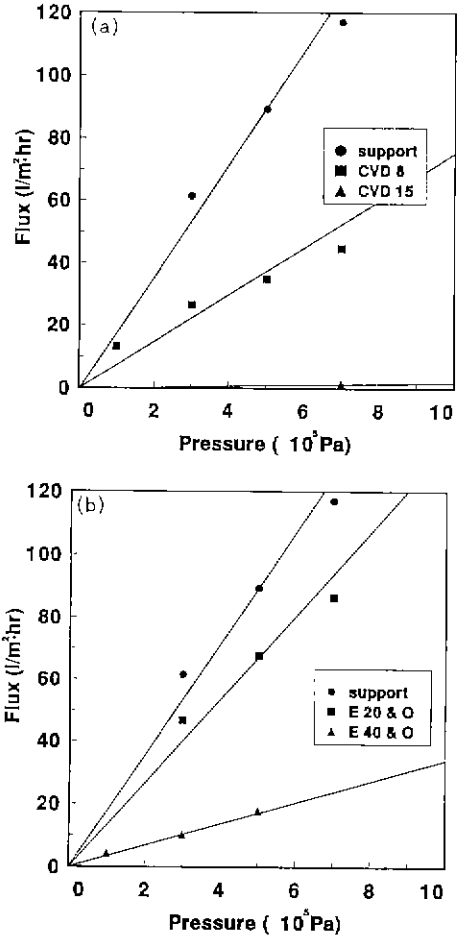 (a)
120
100
80
60
40
20
0
Flux (l/m²hr)
support
CVD 8
CVD 15
0 2 4 6 8 10
Pressure ( 10⁵Pa)
(b)
120
100
80
60
40
20
0
Flux (l/m²hr)
support
E 20 & O
E 40 & O
0 2 4 6 8 10
Pressure ( 10⁵Pa)